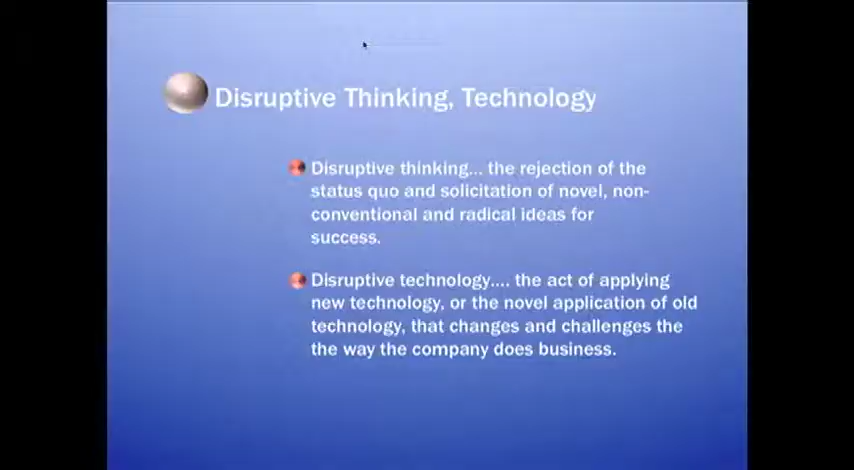 Disruptive Thinking, Technology
Disruptive thinking... the rejection of the
status quo and solicitation of novel, non-
conventional and radical ideas for
success.
Disruptive technology.... the act of applying
new technology, or the novel application of old
technology, that changes and challenges the
the way the company does business.